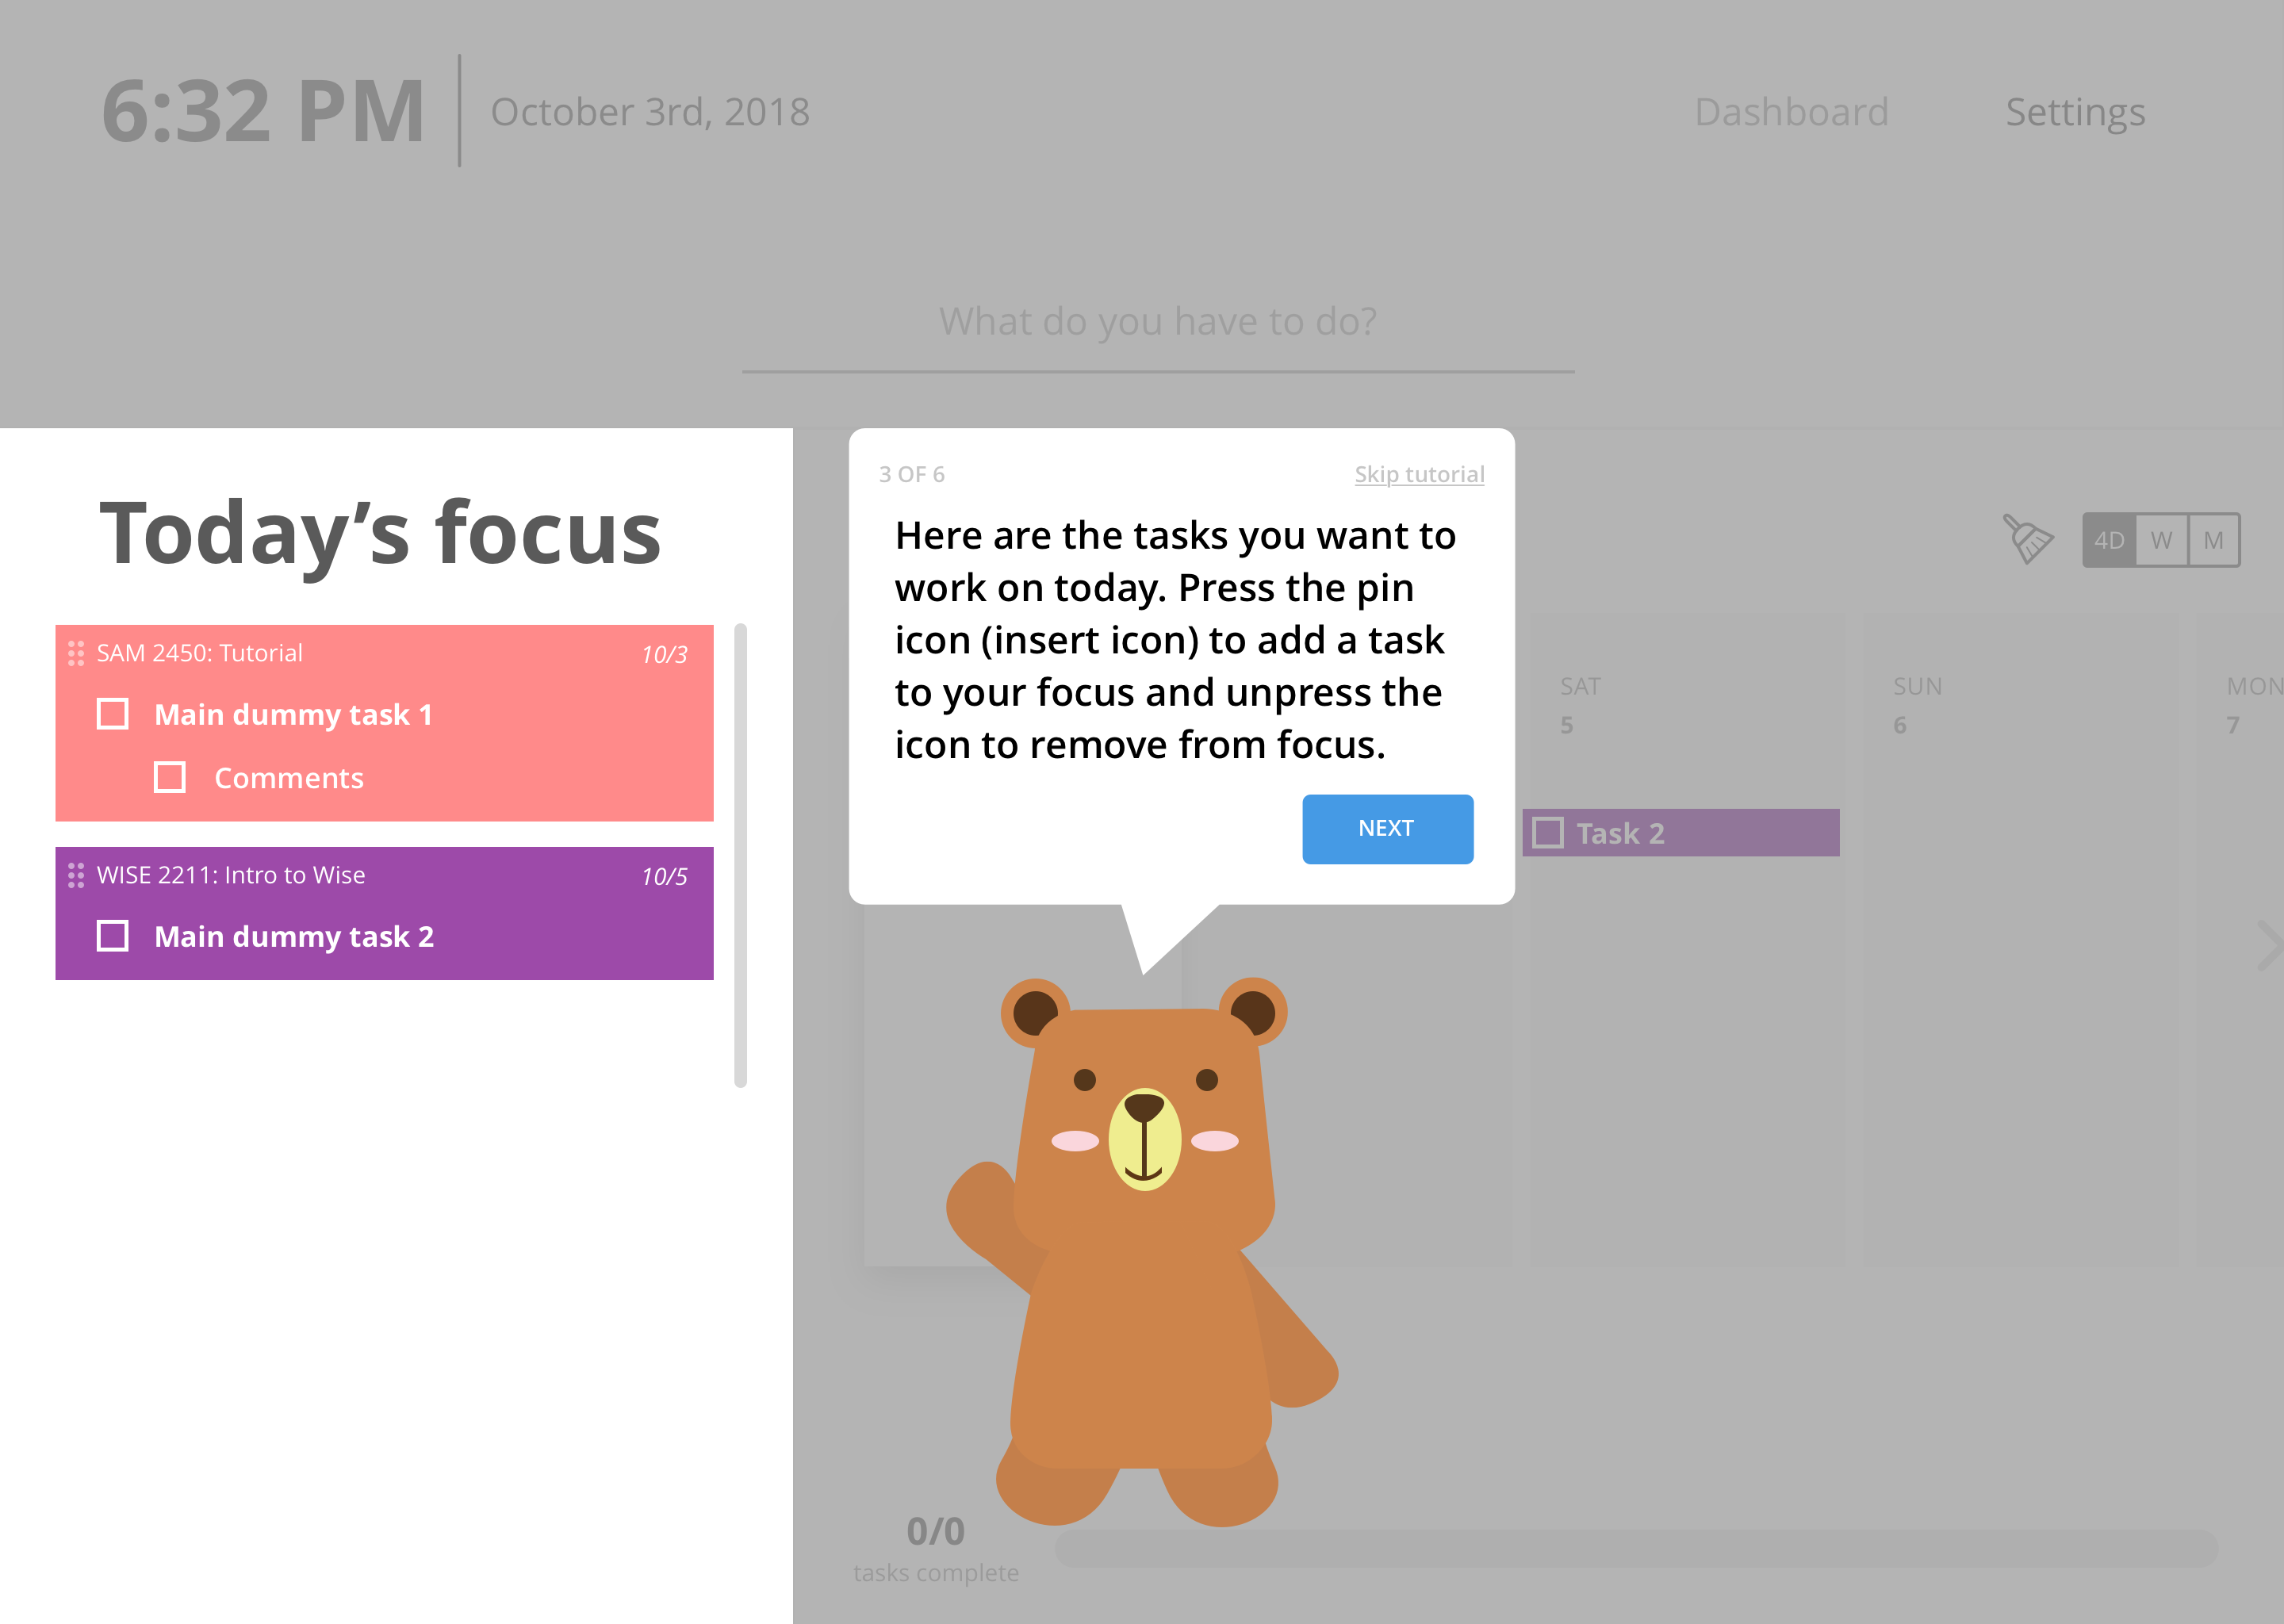 6:32 PM
October 3rd, 2018
Dashboard
Settings
What do you have to do?
Today’s focus
SAM 2450: Tutorial
10/3
Main dummy task 1
Comments
WISE 2211: Intro to Wise
10/5
Main dummy task 2
3 OF 6
Skip tutorial
Here are the tasks you want to
work on today. Press the pin
icon (insert icon) to add a task
to your focus and unpress the
icon to remove from focus.
NEXT
4D
W
M
SAT
5
SUN
6
MON
7
Task 2
0/0
tasks complete